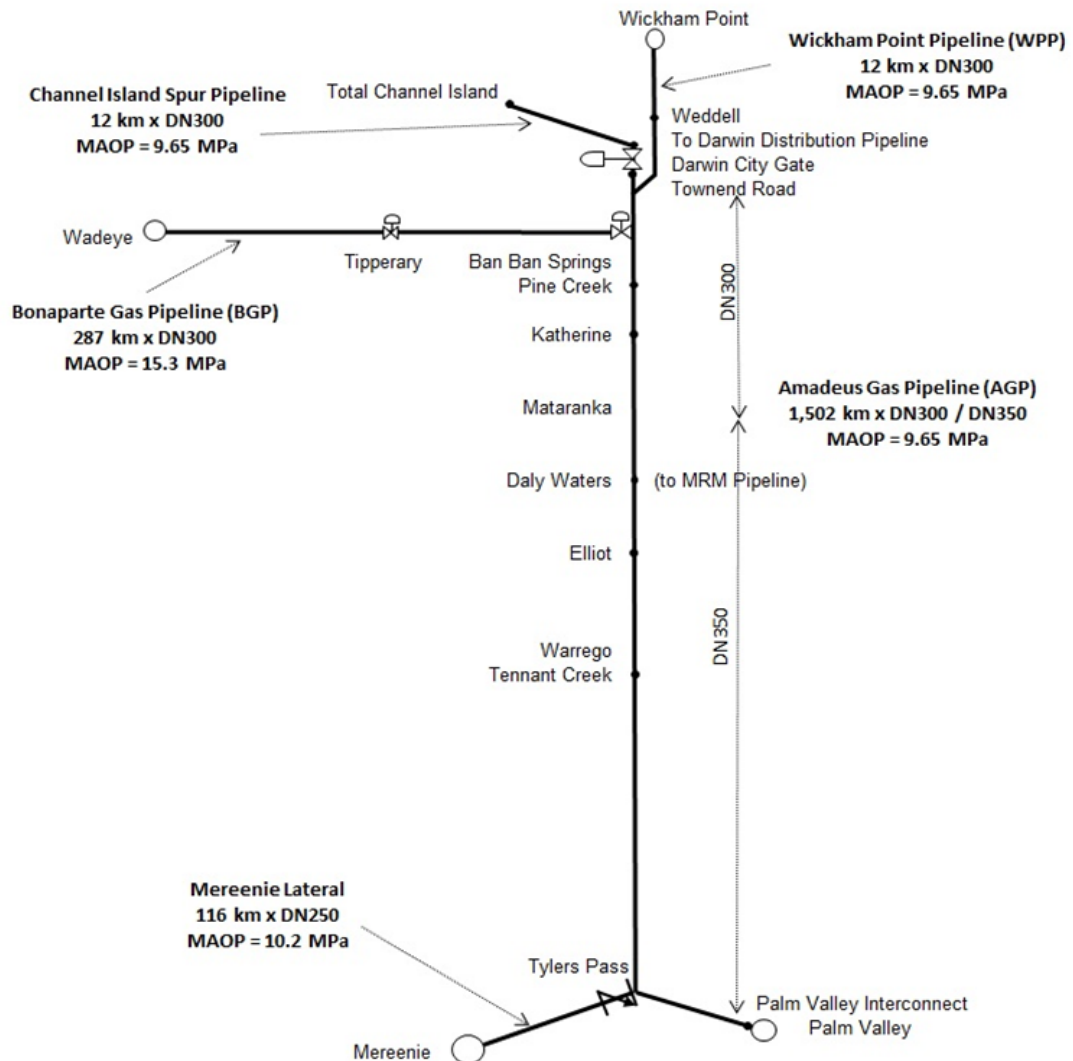 Wickham Point
Wickham Point Pipeline (WPP)
12 km x DN300
MAOP = 9.65 MPa
Channel Island Spur Pipeline
12 km x DN300
MAOP = 9.65 MPa
Total Channel Island
Weddell
To Darwin Distribution Pipeline
Darwin City Gate
Townend Road
Wadeye
Tipperary
Ban Ban Springs
Pine Creek
DN300
Bonaparte Gas Pipeline (BGP)
287 km x DN300
MAOP = 15.3 MPa
Katherine
Mataranka
Amadeus Gas Pipeline (AGP)
1,502 km x DN300 / DN350
MAOP = 9.65 MPa
Daly Waters
(to MRM Pipeline)
Elliot
DN350
Warrego
Tennant Creek
Mereenie Lateral
116 km x DN250
MAOP = 10.2 MPa
Tylers Pass
Palm Valley Interconnect
Palm Valley
Mereenie